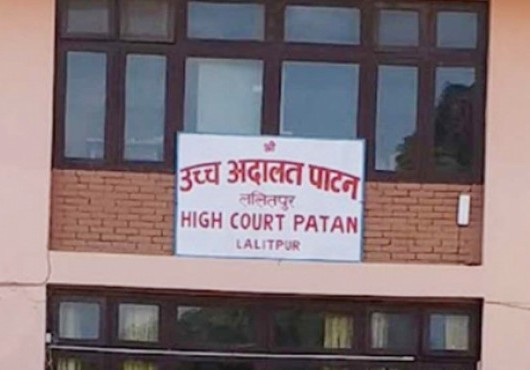 श्री
उच्च अदालत पाटन
ललितपुर
HIGH COURT PATAN
LALITPUR